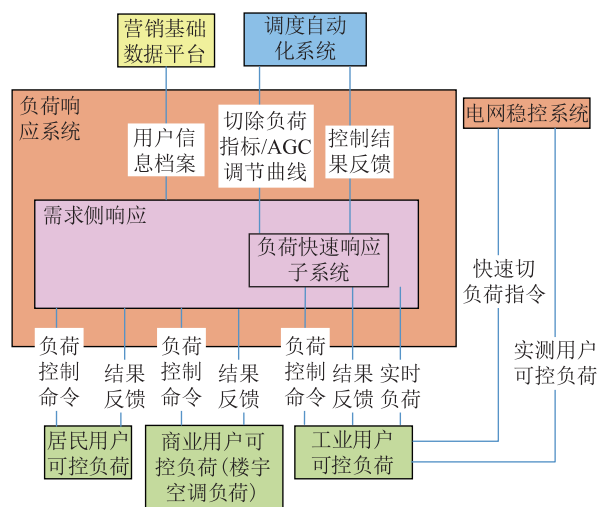 营销基础
数据平台
调度自动
化系统
负荷响
应系统
用户信
息档案
切除负荷
指标/AGC
调节曲线
控制结
果反馈
电网稳控系统
需求侧响应
负荷快速响应
子系统
快速切
负荷指令
实测用户
可控负荷
负荷
控制
命令
结果
反馈
负荷
控制
命令
结果
反馈
负荷
控制
命令
结果
反馈
实时
负荷
居民用户
可控负荷
商业用户可
控负荷(楼宇
空调负荷)
工业用户
可控负荷